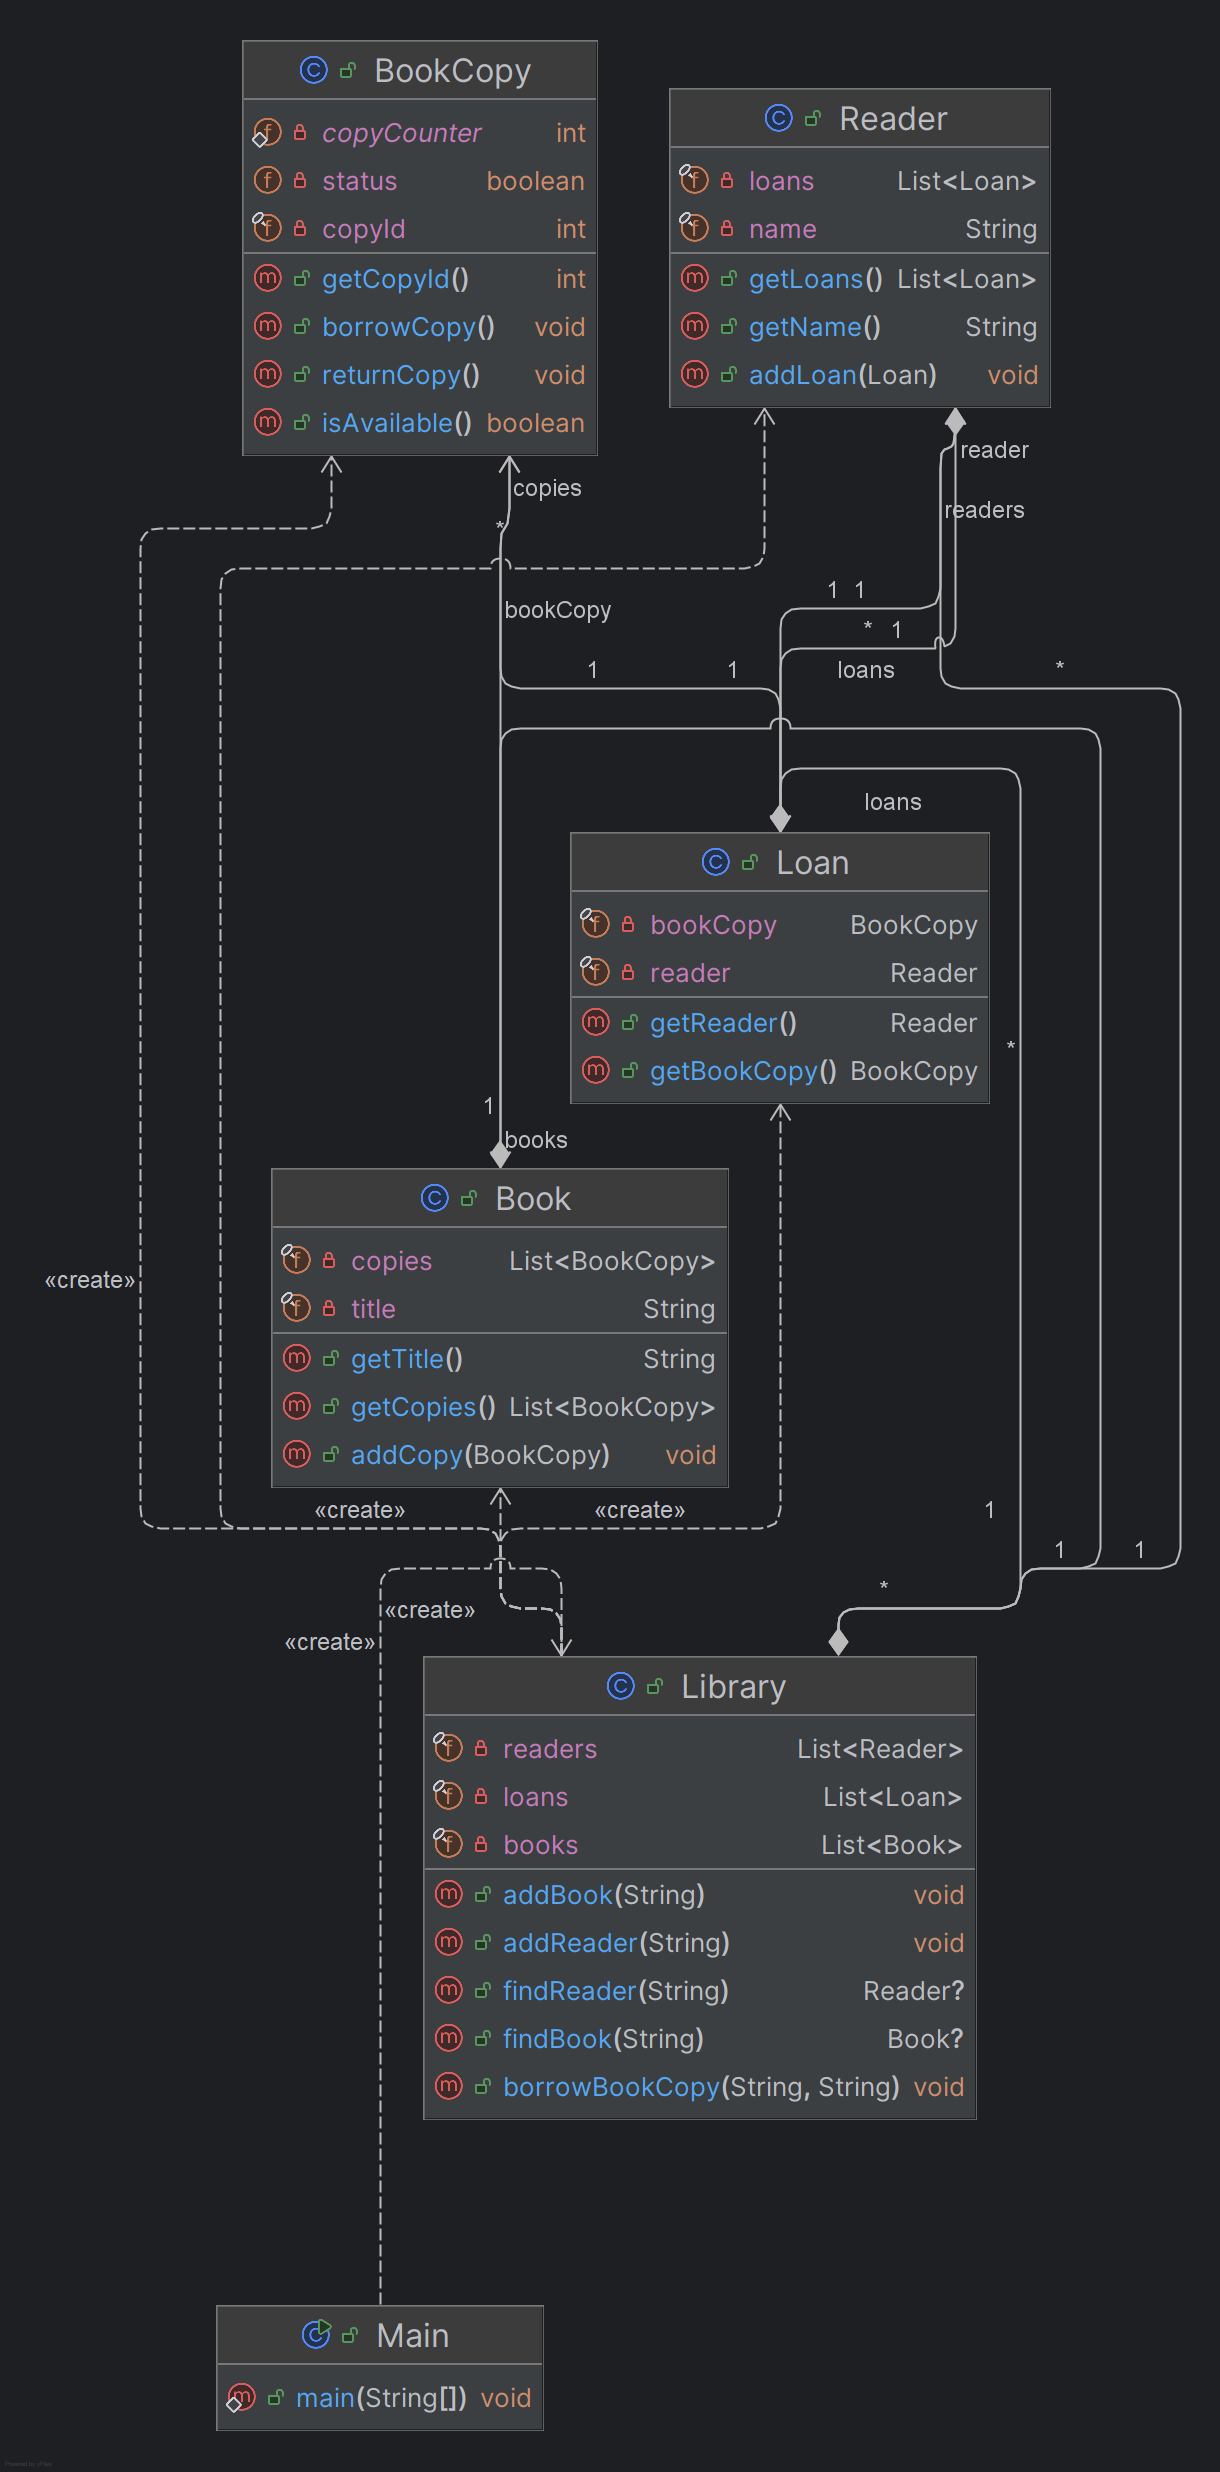 BookCopy
copyCounter int
status boolean
copyId int
getCopyId() int
borrowCopy() void
returnCopy() void
isAvailable() boolean
Reader
loans List<Loan>
name String
getLoans() List<Loan>
getName() String
addLoan(Loan) void
reader
copies
readers
*
1 1
bookCopy
* 1
1 1
loans
*
loans
Loan
bookCopy BookCopy
reader Reader
getReader() Reader
getBookCopy() BookCopy
*
1
books
Book
copies List<BookCopy>
title String
getTitle() String
getCopies() List<BookCopy>
addCopy(BookCopy) void
«create»
«create» «create»
1
1 1
*
«create»
«create»
Library
readers List<Reader>
loans List<Loan>
books List<Book>
addBook(String) void
addReader(String) void
findReader(String) Reader?
findBook(String) Book?
borrowBookCopy(String, String) void
Main
main(String[]) void